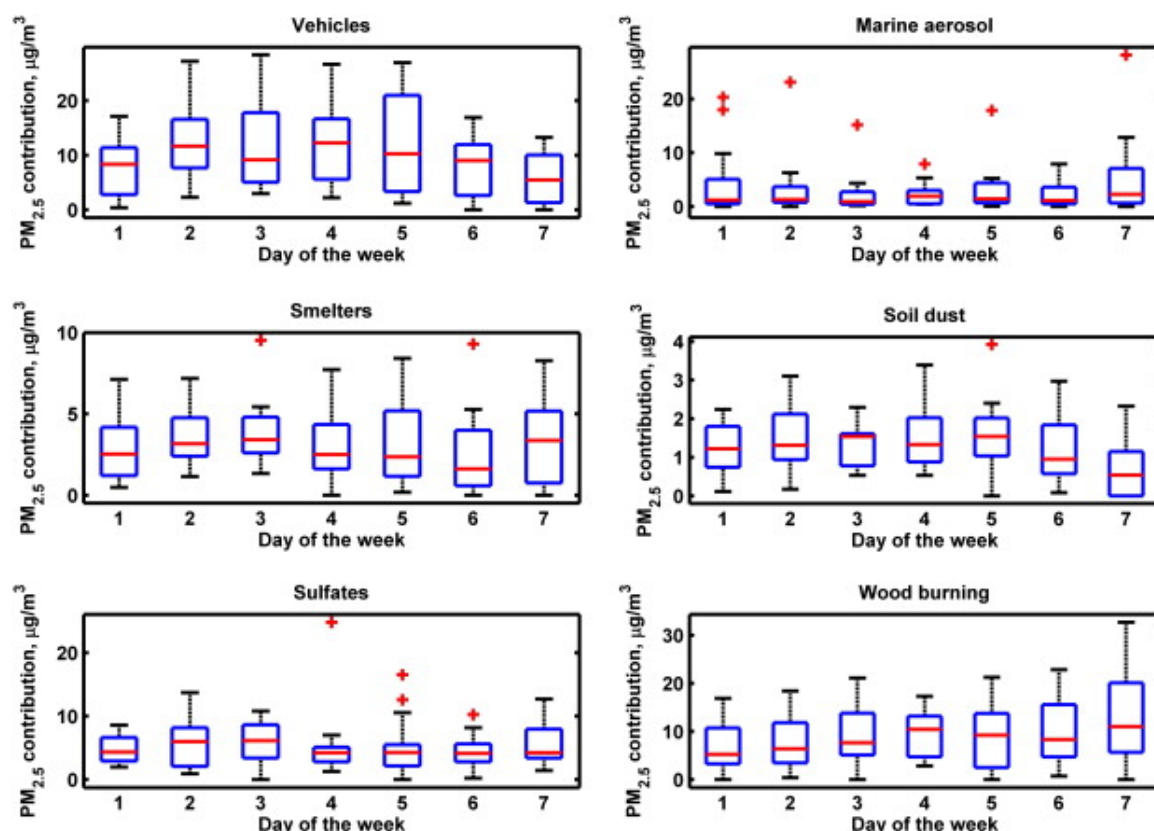 Vehicles
PM2.5 contribution, μg/m3
20
10
0
1 2 3 4 5 6 7
Day of the week
Marine aerosol
PM2.5 contribution, μg/m3
20
10
0
1 2 3 4 5 6 7
Day of the week
Smelters
PM2.5 contribution, μg/m3
10
5
0
1 2 3 4 5 6 7
Day of the week
Soil dust
PM2.5 contribution, μg/m3
4
3
2
1
0
1 2 3 4 5 6 7
Day of the week
Sulfates
PM2.5 contribution, μg/m3
20
10
0
1 2 3 4 5 6 7
Day of the week
Wood burning
PM2.5 contribution, μg/m3
30
20
10
0
1 2 3 4 5 6 7
Day of the week